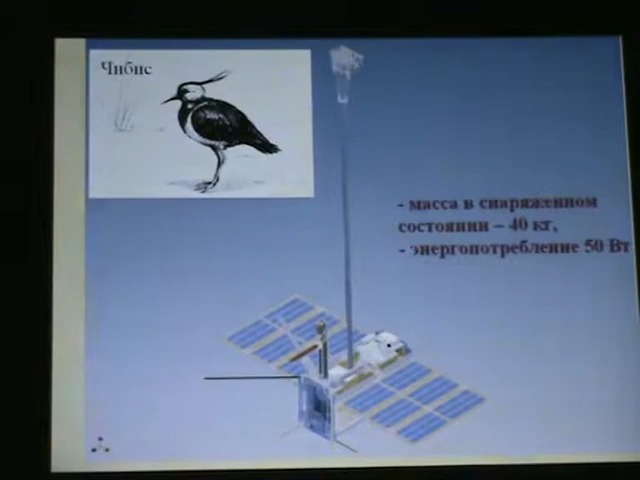 Чибис
- масса в снаряженном
состоянии – 40 кг,
- энергопотребление 50 Вт